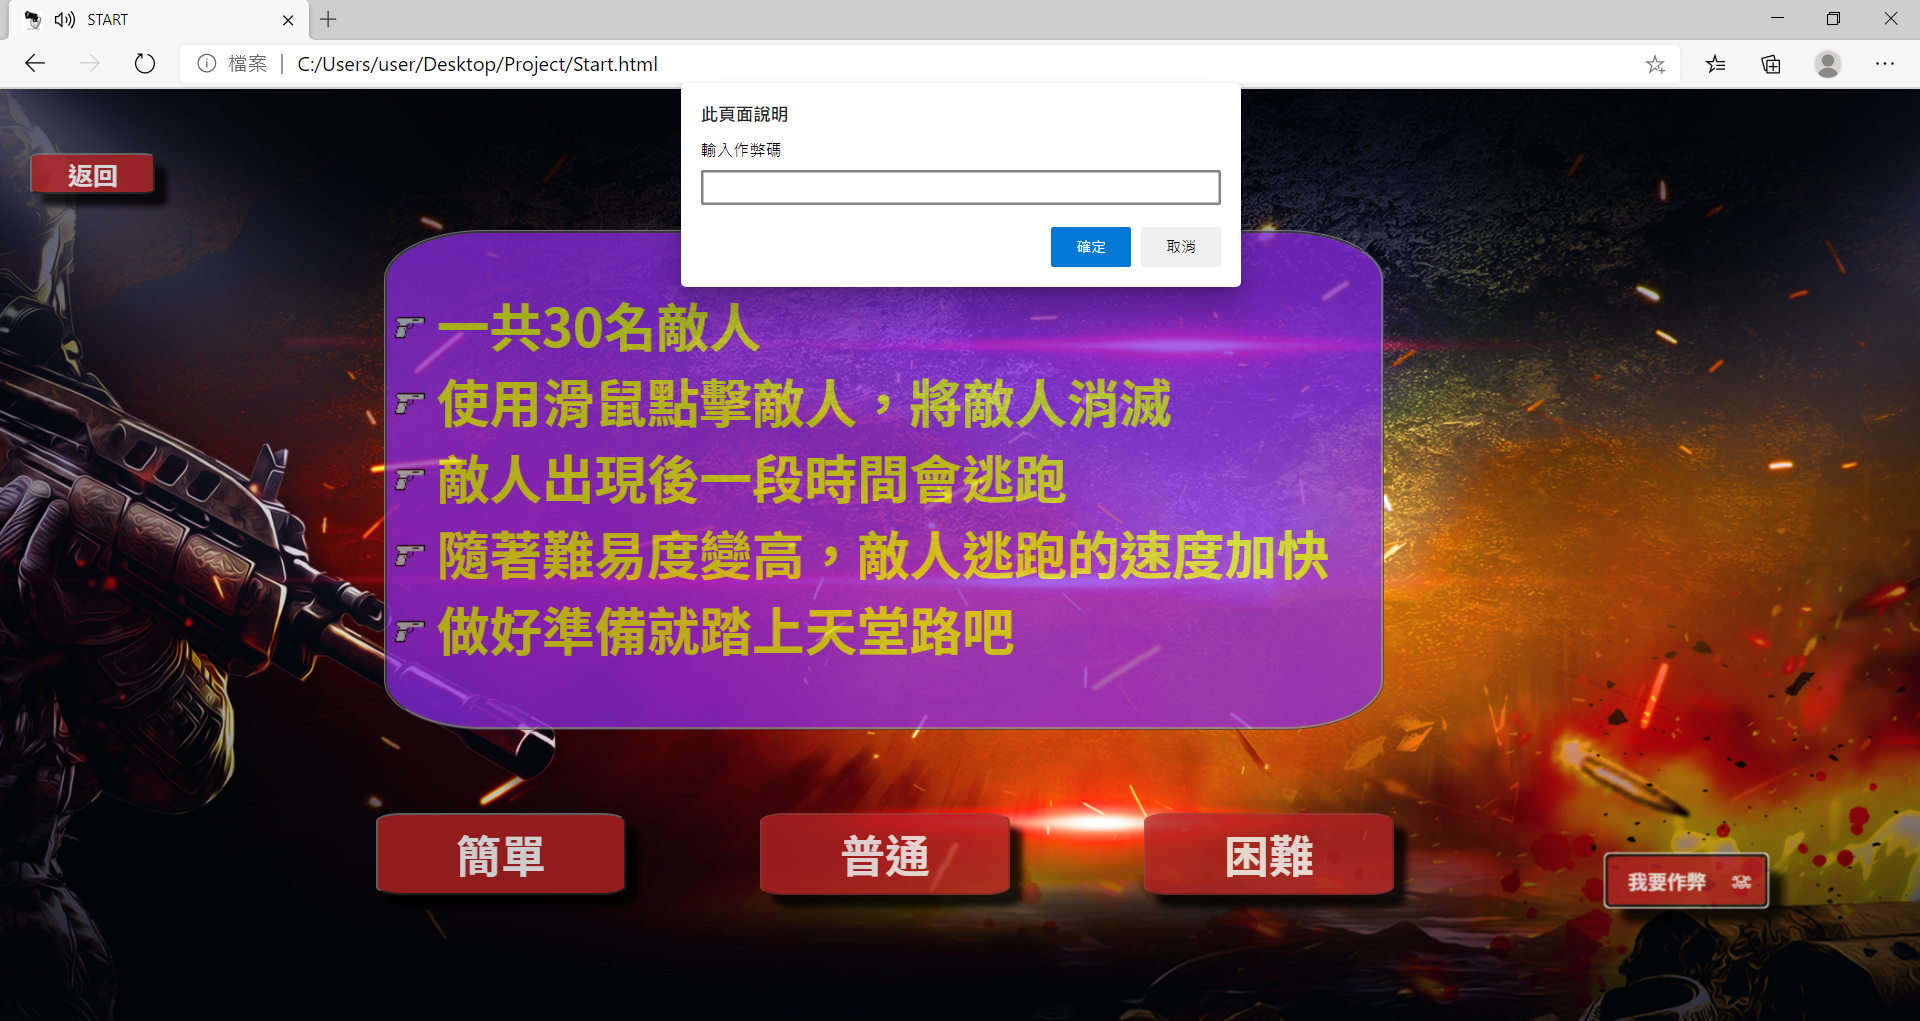 START
檔案 | C:/Users/user/Desktop/Project/Start.html
此頁面說明
輸入作弊碼
確定 取消
返回
一共30名敵人
使用滑鼠點擊敵人，將敵人消滅
敵人出現後一段時間會逃跑
隨著難易度變高，敵人逃跑的速度加快
做好準備就踏上天堂路吧
簡單 普通 困難
我要作弊